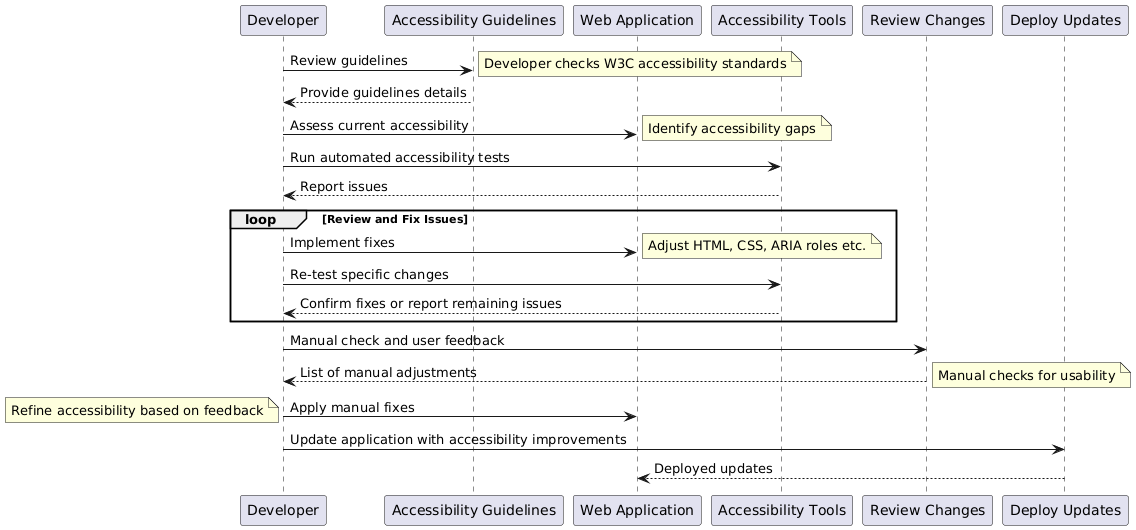 Developer
Accessibility Guidelines
Web Application
Accessibility Tools
Review Changes
Deploy Updates
Review guidelines
Developer checks W3C accessibility standards
Provide guidelines details
Assess current accessibility
Identify accessibility gaps
Run automated accessibility tests
Report issues
loop
[Review and Fix Issues]
Implement fixes
Adjust HTML, CSS, ARIA roles etc.
Re-test specific changes
Confirm fixes or report remaining issues
Manual check and user feedback
List of manual adjustments
Manual checks for usability
Refine accessibility based on feedback
Apply manual fixes
Update application with accessibility improvements
Deployed updates
Developer
Accessibility Guidelines
Web Application
Accessibility Tools
Review Changes
Deploy Updates